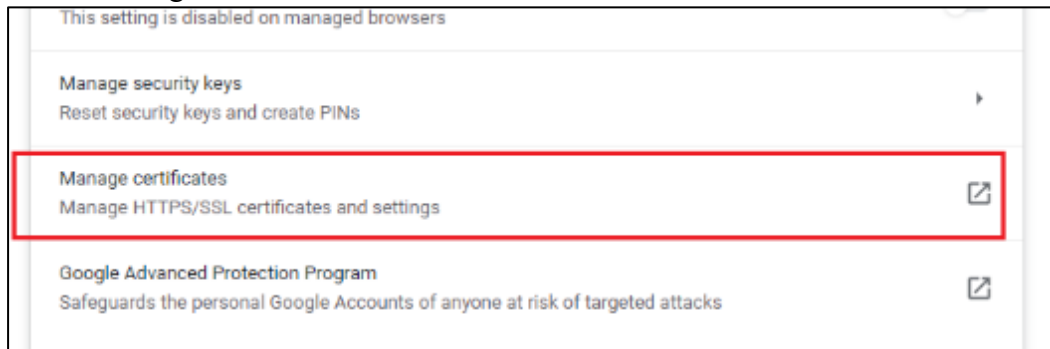 This setting is disabled on managed browsers
Manage security keys
Reset security keys and create PINs
Manage certificates
Manage HTTPS/SSL certificates and settings
Google Advanced Protection Program
Safeguards the personal Google Accounts of anyone at risk of targeted attacks